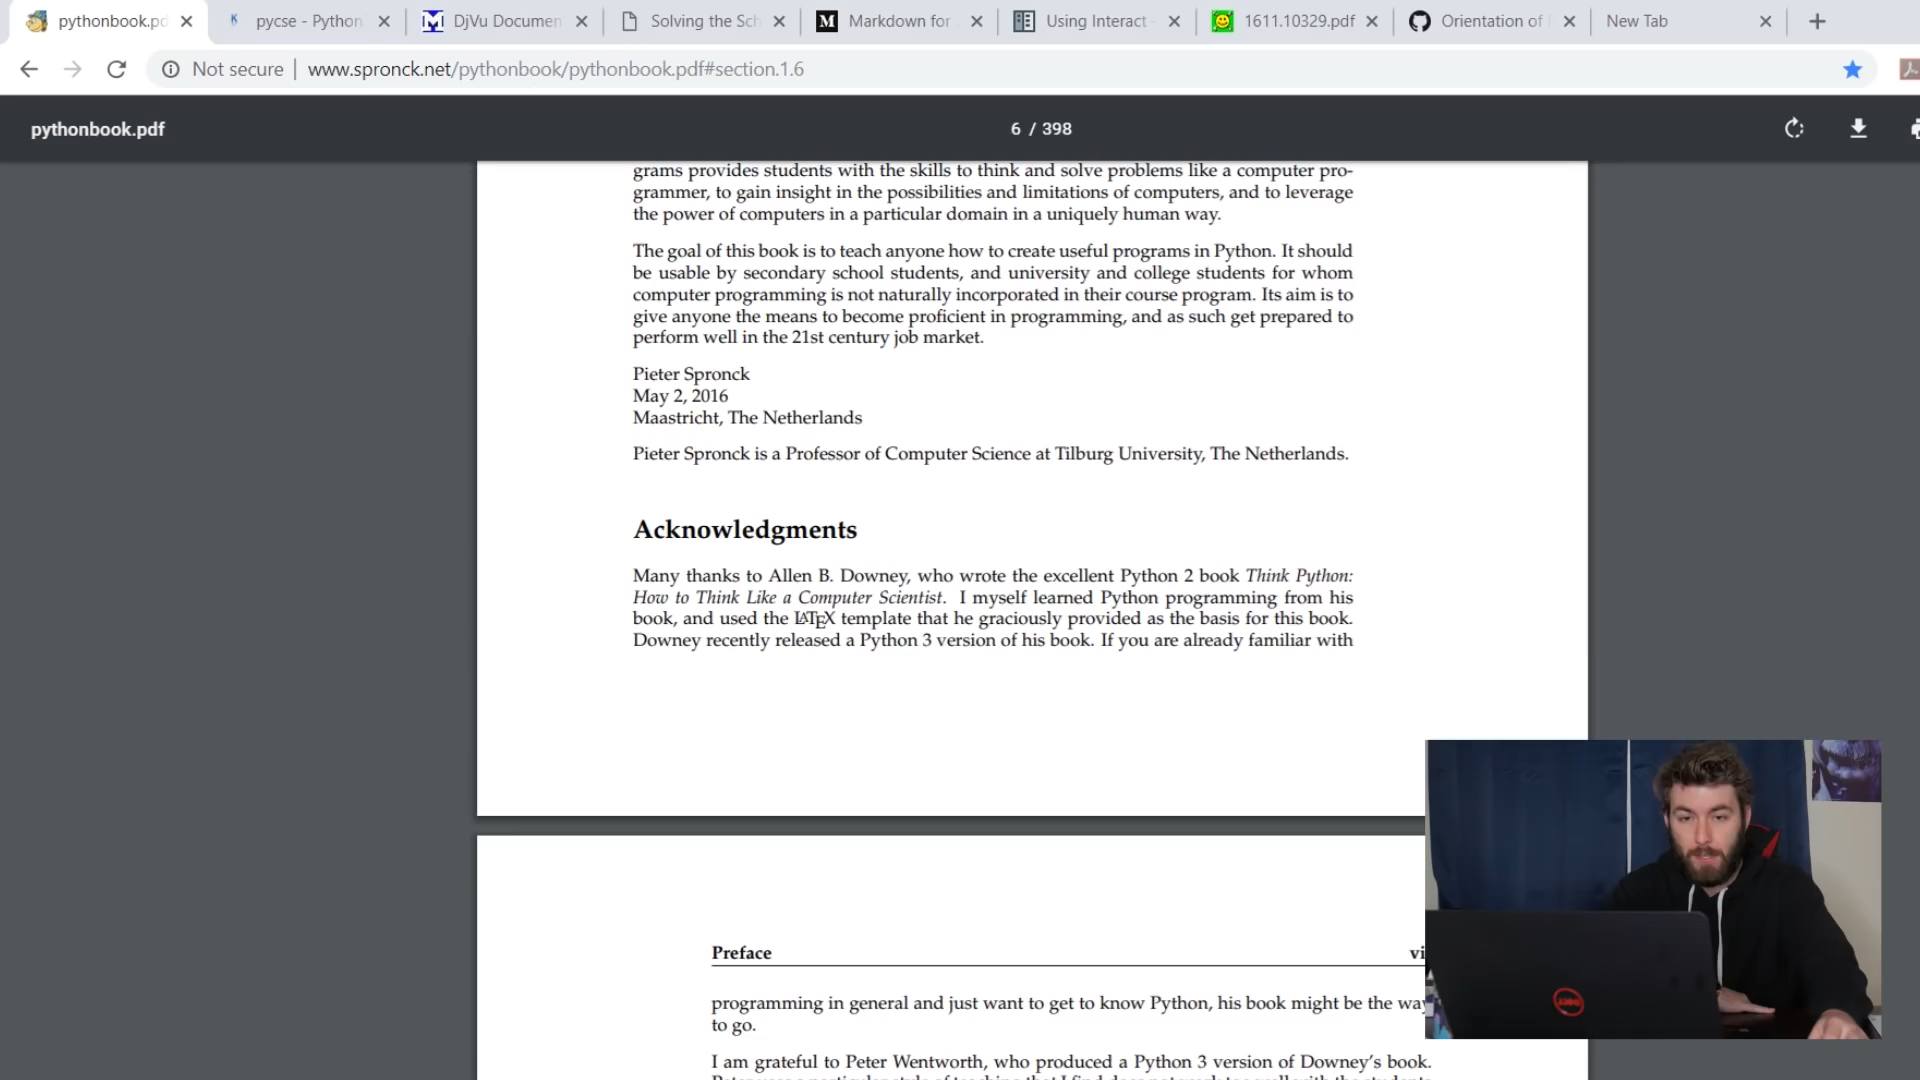 pythonbook.pd
pycse - Python
DjVu Documen
Solving the Sch
Markdown for
Using Interact
1611.10329.pdf
Orientation of
New Tab
Not secure | www.spronck.net/pythonbook/pythonbook.pdf#section.1.6
pythonbook.pdf
6 / 398
grams provides students with the skills to think and solve problems like a computer pro-
grammer, to gain insight in the possibilities and limitations of computers, and to leverage
the power of computers in a particular domain in a uniquely human way.
The goal of this book is to teach anyone how to create useful programs in Python. It should
be usable by secondary school students, and university and college students for whom
computer programming is not naturally incorporated in their course program. Its aim is to
give anyone the means to become proficient in programming, and as such get prepared to
perform well in the 21st century job market.
Pieter Spronck
May 2, 2016
Maastricht, The Netherlands
Pieter Spronck is a Professor of Computer Science at Tilburg University, The Netherlands.
Acknowledgments
Many thanks to Allen B. Downey, who wrote the excellent Python 2 book Think Python:
How to Think Like a Computer Scientist. I myself learned Python programming from his
book, and used the LATEX template that he graciously provided as the basis for this book.
Downey recently released a Python 3 version of his book. If you are already familiar with
Preface vi
programming in general and just want to get to know Python, his book might be the way
to go.
I am grateful to Peter Wentworth, who produced a Python 3 version of Downey's book.
DELL